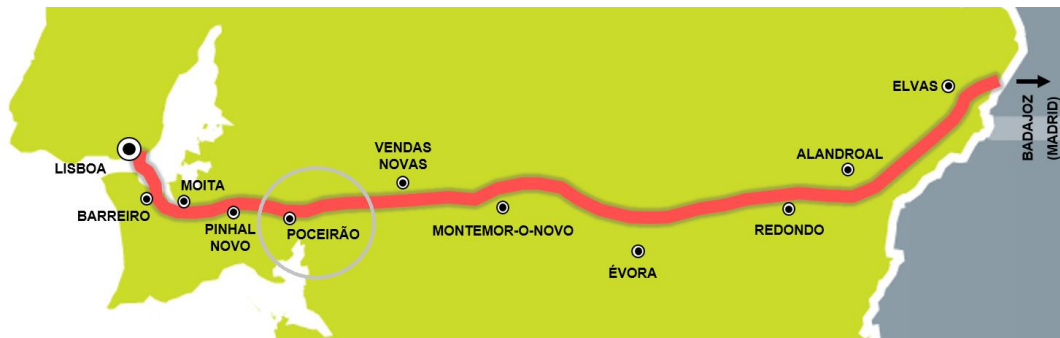 LISBOA
BARREIRO
MOITA
PINHAL
NOVO
POCEIRÃO
VENDAS
NOVAS
MONTEMOR-O-NOVO
ÉVORA
REDONDO
ALANDROAL
ELVAS
BADAJOZ
(MADRID)